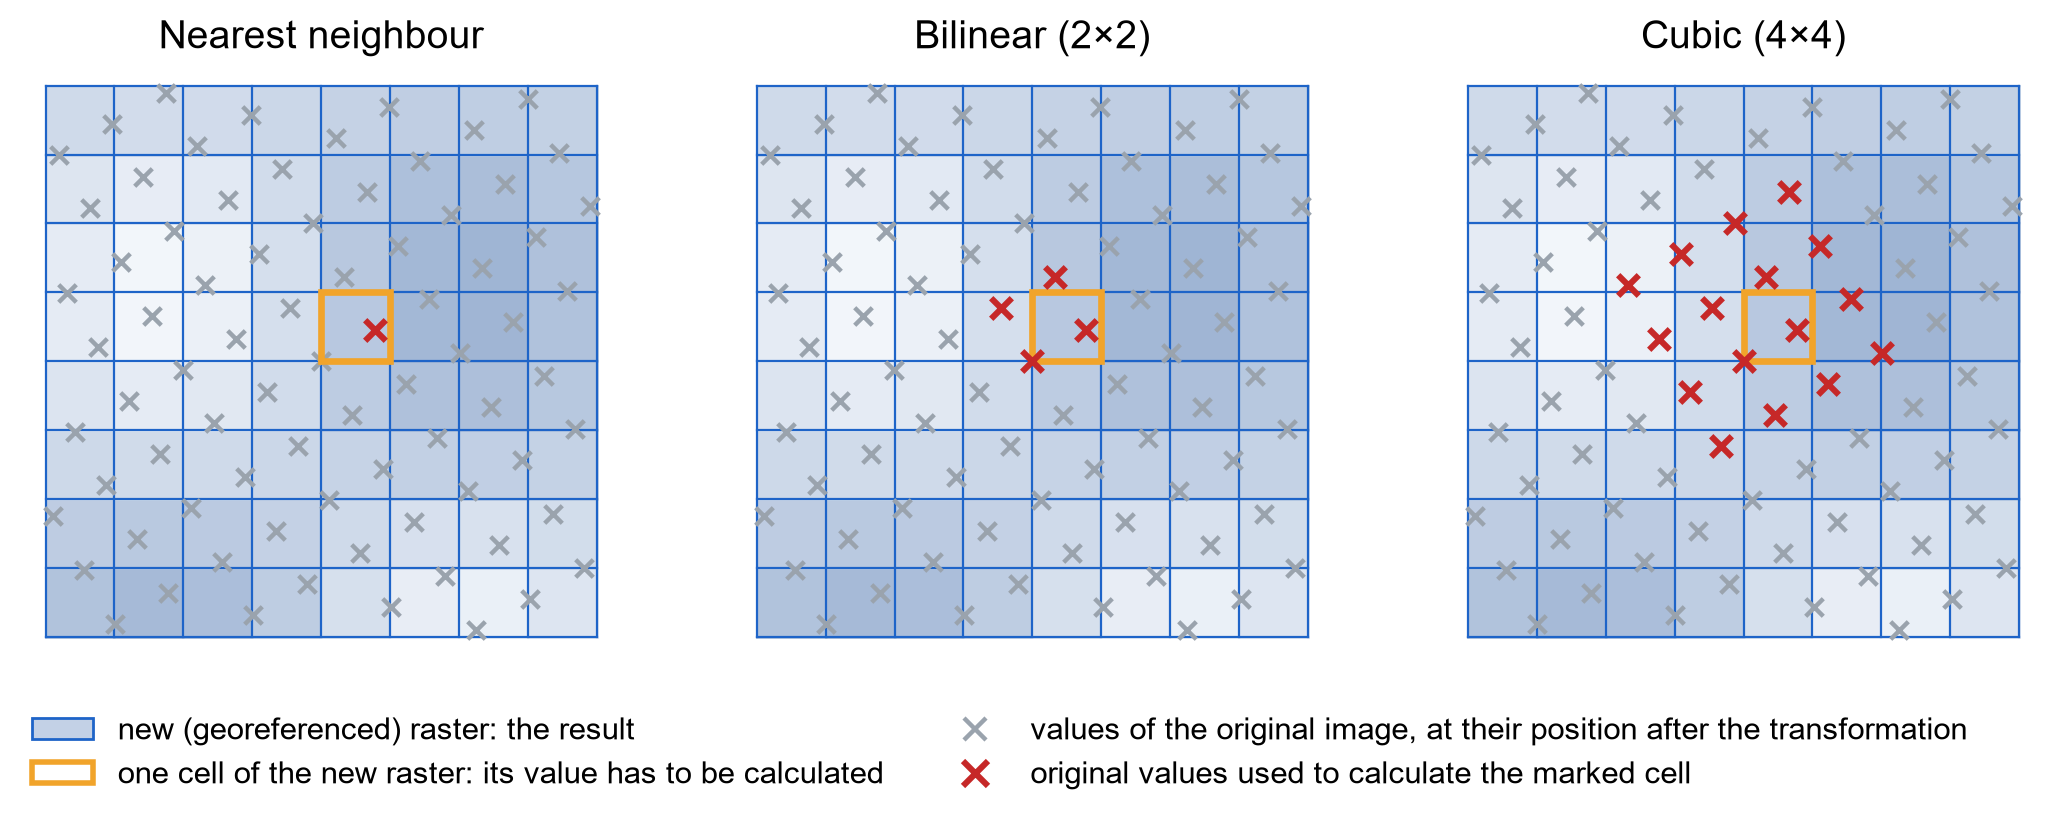 Nearest neighbour
Bilinear (2×2)
Cubic (4×4)
new (georeferenced) raster: the result
one cell of the new raster: its value has to be calculated
values of the original image, at their position after the transformation
original values used to calculate the marked cell